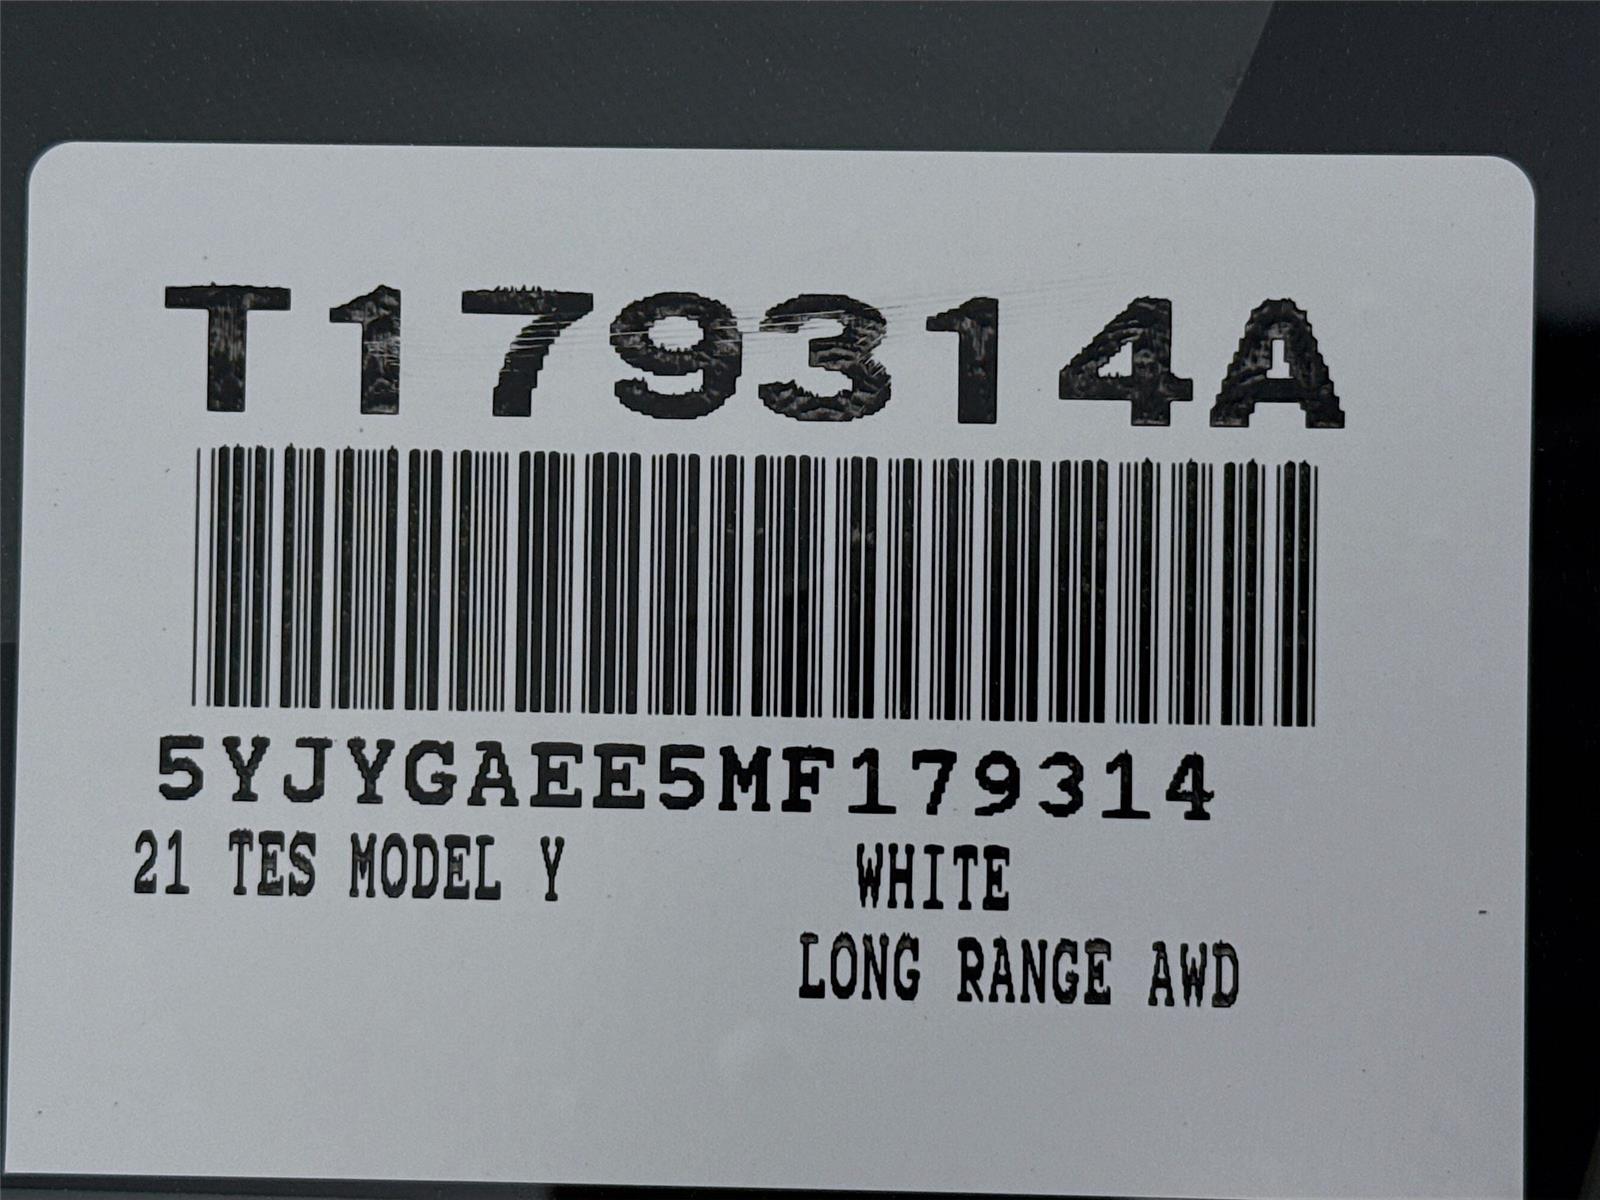 T179314A
5YJYGAEE5MF179314
21 TES MODEL Y WHITE
LONG RANGE AWD